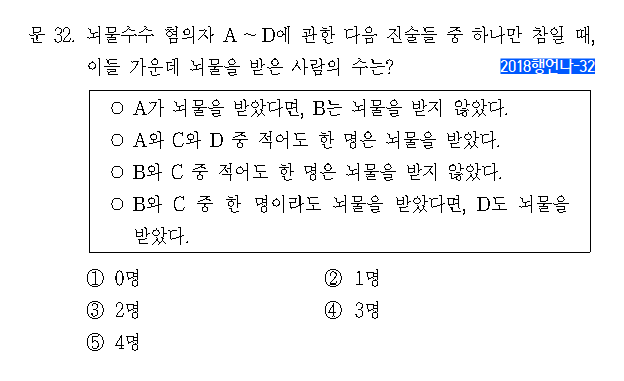 문 32. 뇌물수수 혐의자 A ~ D에 관한 다음 진술들 중 하나만 참일 때,
이들 가운데 뇌물을 받은 사람의 수는?
2018행언나-32
○ A가 뇌물을 받았다면, B는 뇌물을 받지 않았다.
○ A와 C와 D 중 적어도 한 명은 뇌물을 받았다.
○ B와 C 중 적어도 한 명은 뇌물을 받지 않았다.
○ B와 C 중 한 명이라도 뇌물을 받았다면, D도 뇌물을
받았다.
① 0명 ② 1명
③ 2명 ④ 3명
⑤ 4명